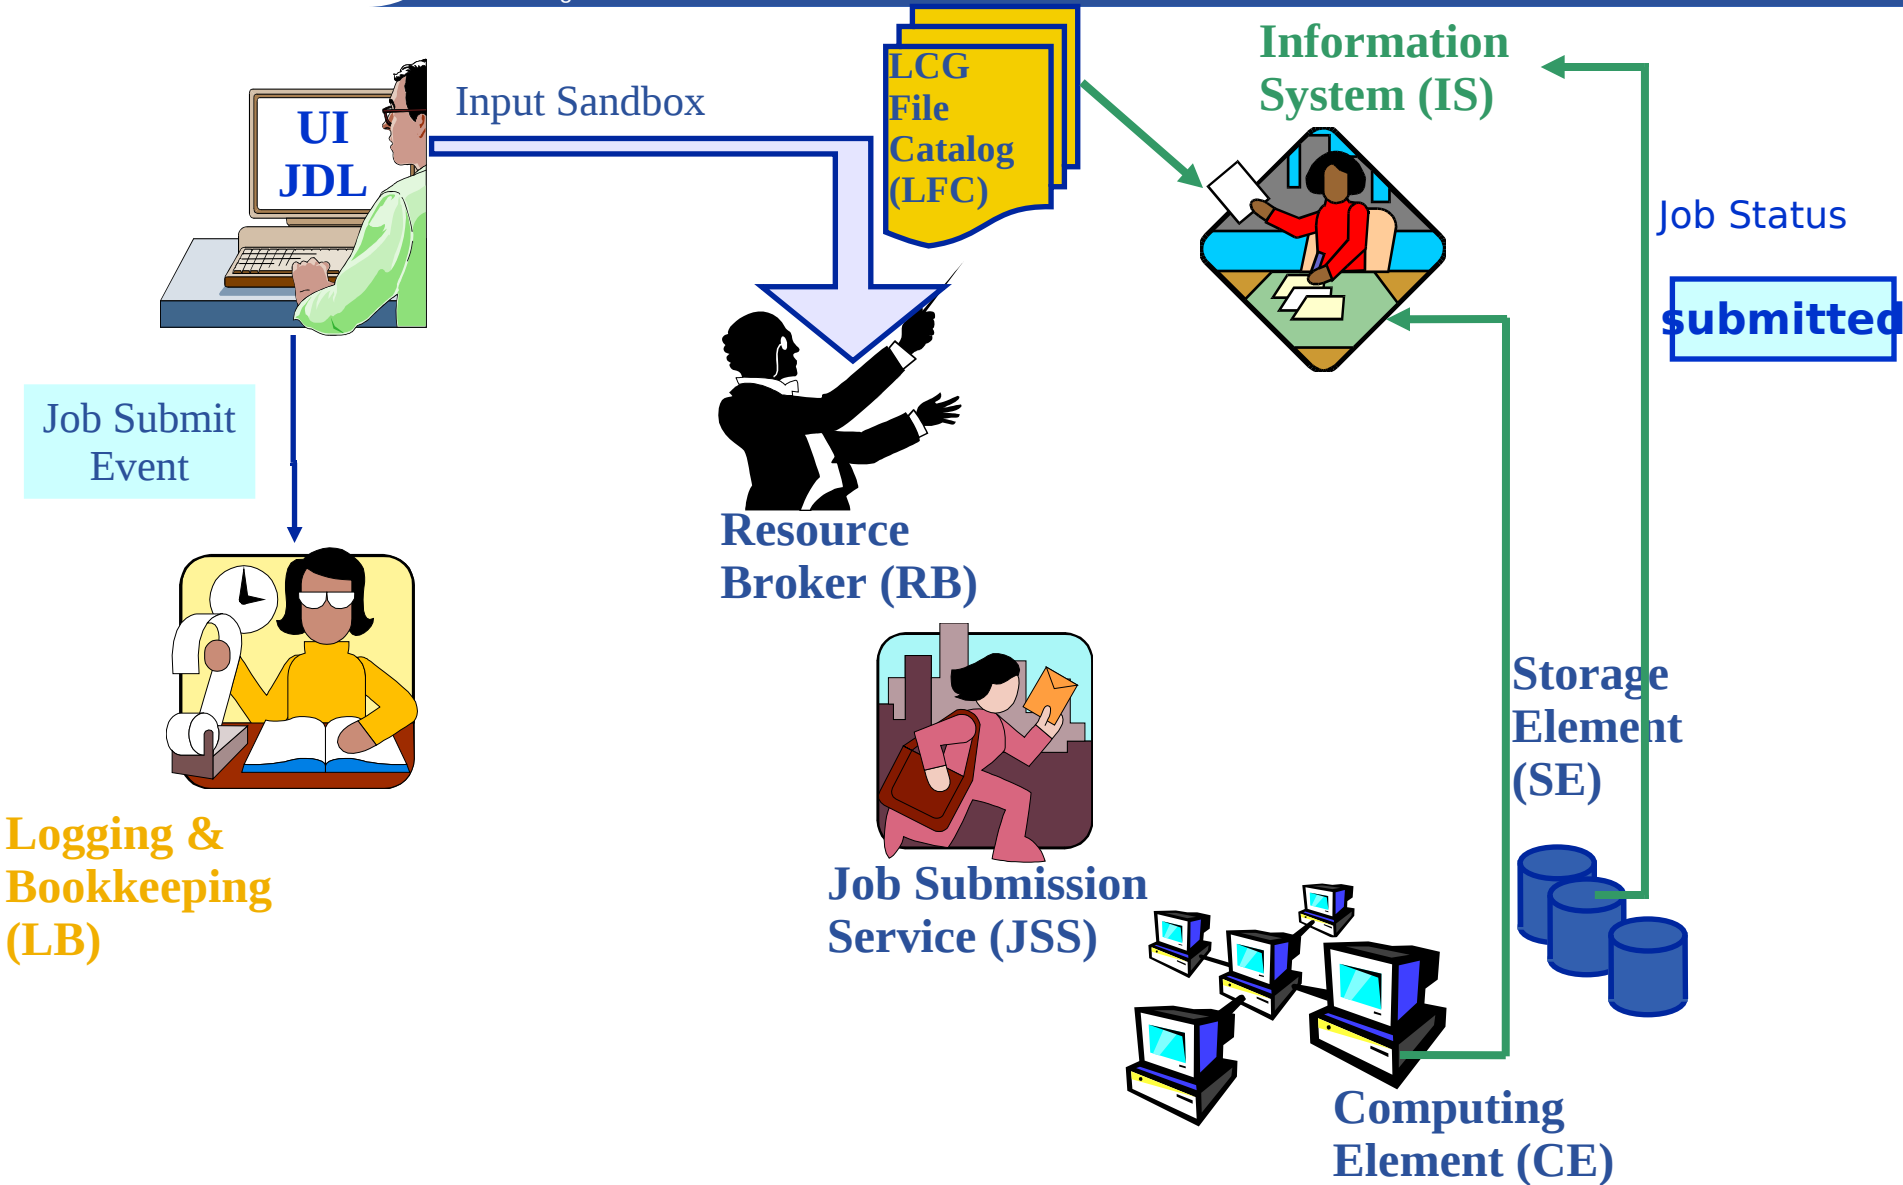 UI
JDL
Input Sandbox
LCG
File
Catalog
(LFC)
Information
System (IS)
Job Status
submitted
Job Submit
Event
Resource
Broker (RB)
Storage
Element
(SE)
Logging &
Bookkeeping
(LB)
Job Submission
Service (JSS)
Computing
Element (CE)